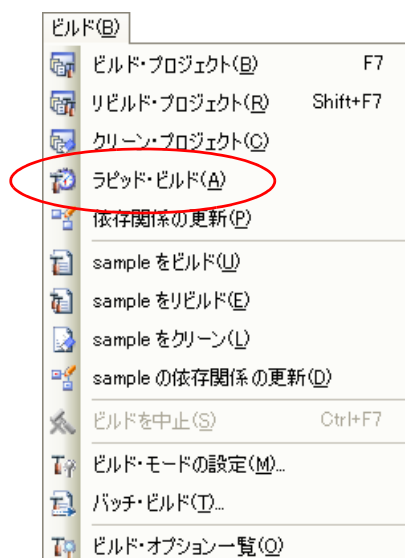 ビルド(B)
ビルド・プロジェクト(B) F7
リビルド・プロジェクト(R) Shift+F7
クリーン・プロジェクト(C)
ラピッド・ビルド(A)
依存関係の更新(P)
sample をビルド(U)
sample をリビルド(E)
sample をクリーン(L)
sample の依存関係の更新(D)
ビルドを中止(S) Ctrl+F7
ビルド・モードの設定(M)...
バッチ・ビルド(T)...
ビルド・オプション一覧(O)